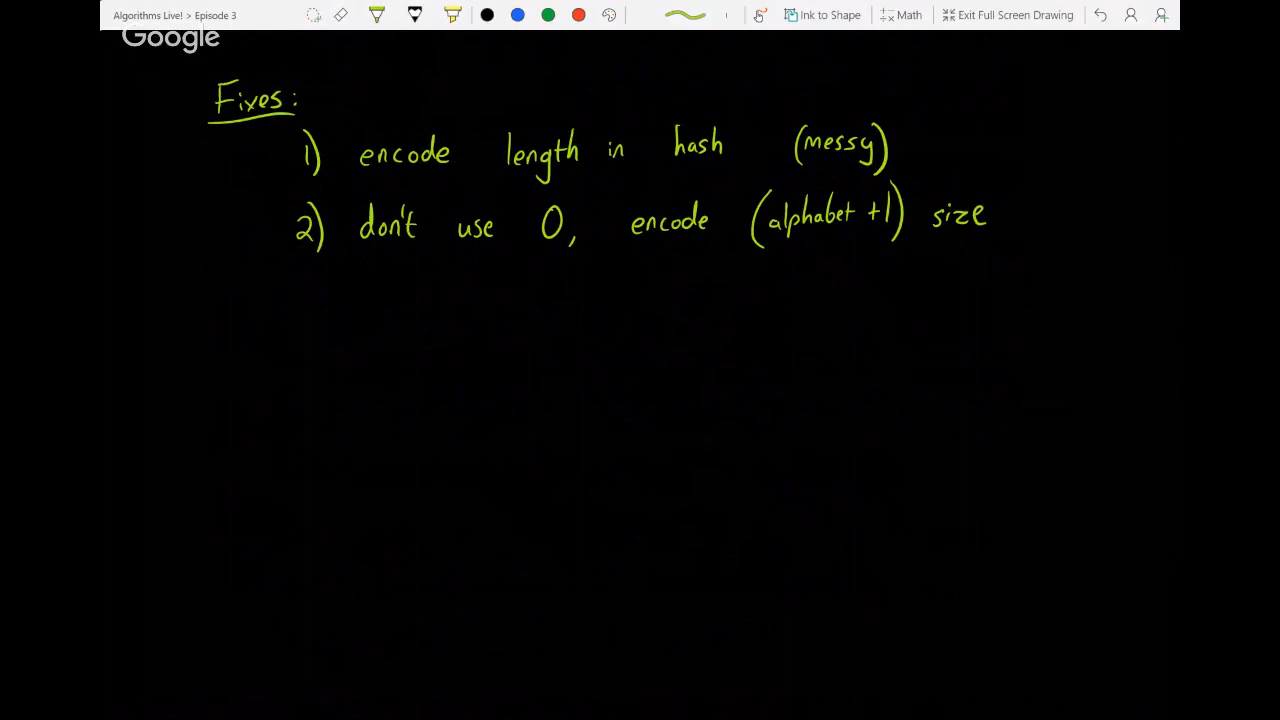 Algorithms Live! > Episode 3
Ink to Shape
Math
Exit Full Screen Drawing
Google
Fixes:
1) encode length in hash (messy)
2) don't use 0, encode (alphabet +1) size